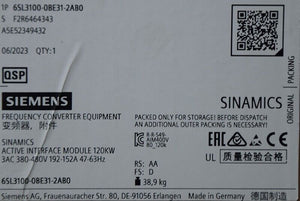 1P 6SL3100-0BE31-2AB0
S F2R6464343
A5E52349432
06/2023 QTY:1
QSP
ORIGINAL PACKING
SIEMENS
SINAMICS
FREQUENCY CONVERTER EQUIPMENT
变频器，附件
PACKED ONLY FOR STORAGE! BEFORE DISPATCH
AN ADDITIONAL OUTER PACKING IS NECESSARY!
SINAMICS
ACTIVE INTERFACE MODULE 120KW
3AC 380-480V 192-152A 47-63Hz
EAC
UL 质量检验合格
RS: AA
FS:
6SL3100-0BE31-2AB0
38,9 kg
Siemens AG, Frauenauracher Str. 80, DE-91056 Erlangen
Made in Germany
德国制造